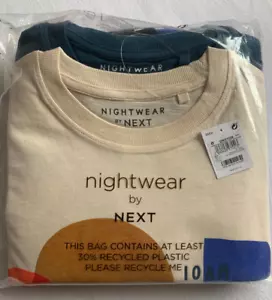 NIGHTWEAR
NIGHTWEAR
BY NEXT
nightwear
by
NEXT
THIS BAG CONTAINS AT LEAST
30% RECYCLED PLASTIC
PLEASE RECYCLE ME